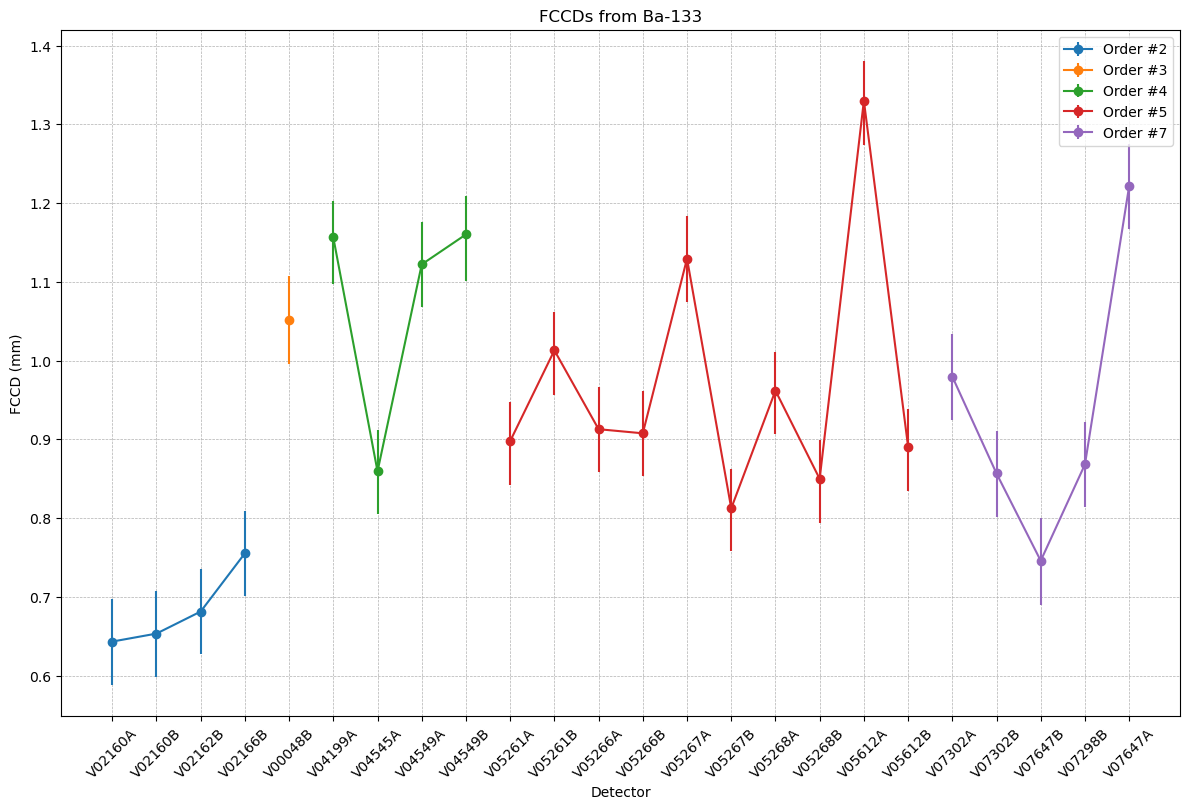 FCCDs from Ba-133
FCCD (mm)
1.4
1.3
1.2
1.1
1.0
0.9
0.8
0.7
0.6
Order #2
Order #3
Order #4
Order #5
Order #7
V02160A
V02160B
V02162B
V02166B
V00048B
V04199A
V04545A
V04549A
V04549B
V05261A
V05261B
V05266A
V05266B
V05267A
V05267B
V05268A
V05268B
V05612A
V05612B
V07302A
V07302B
V07647B
V07298B
V07647A
Detector